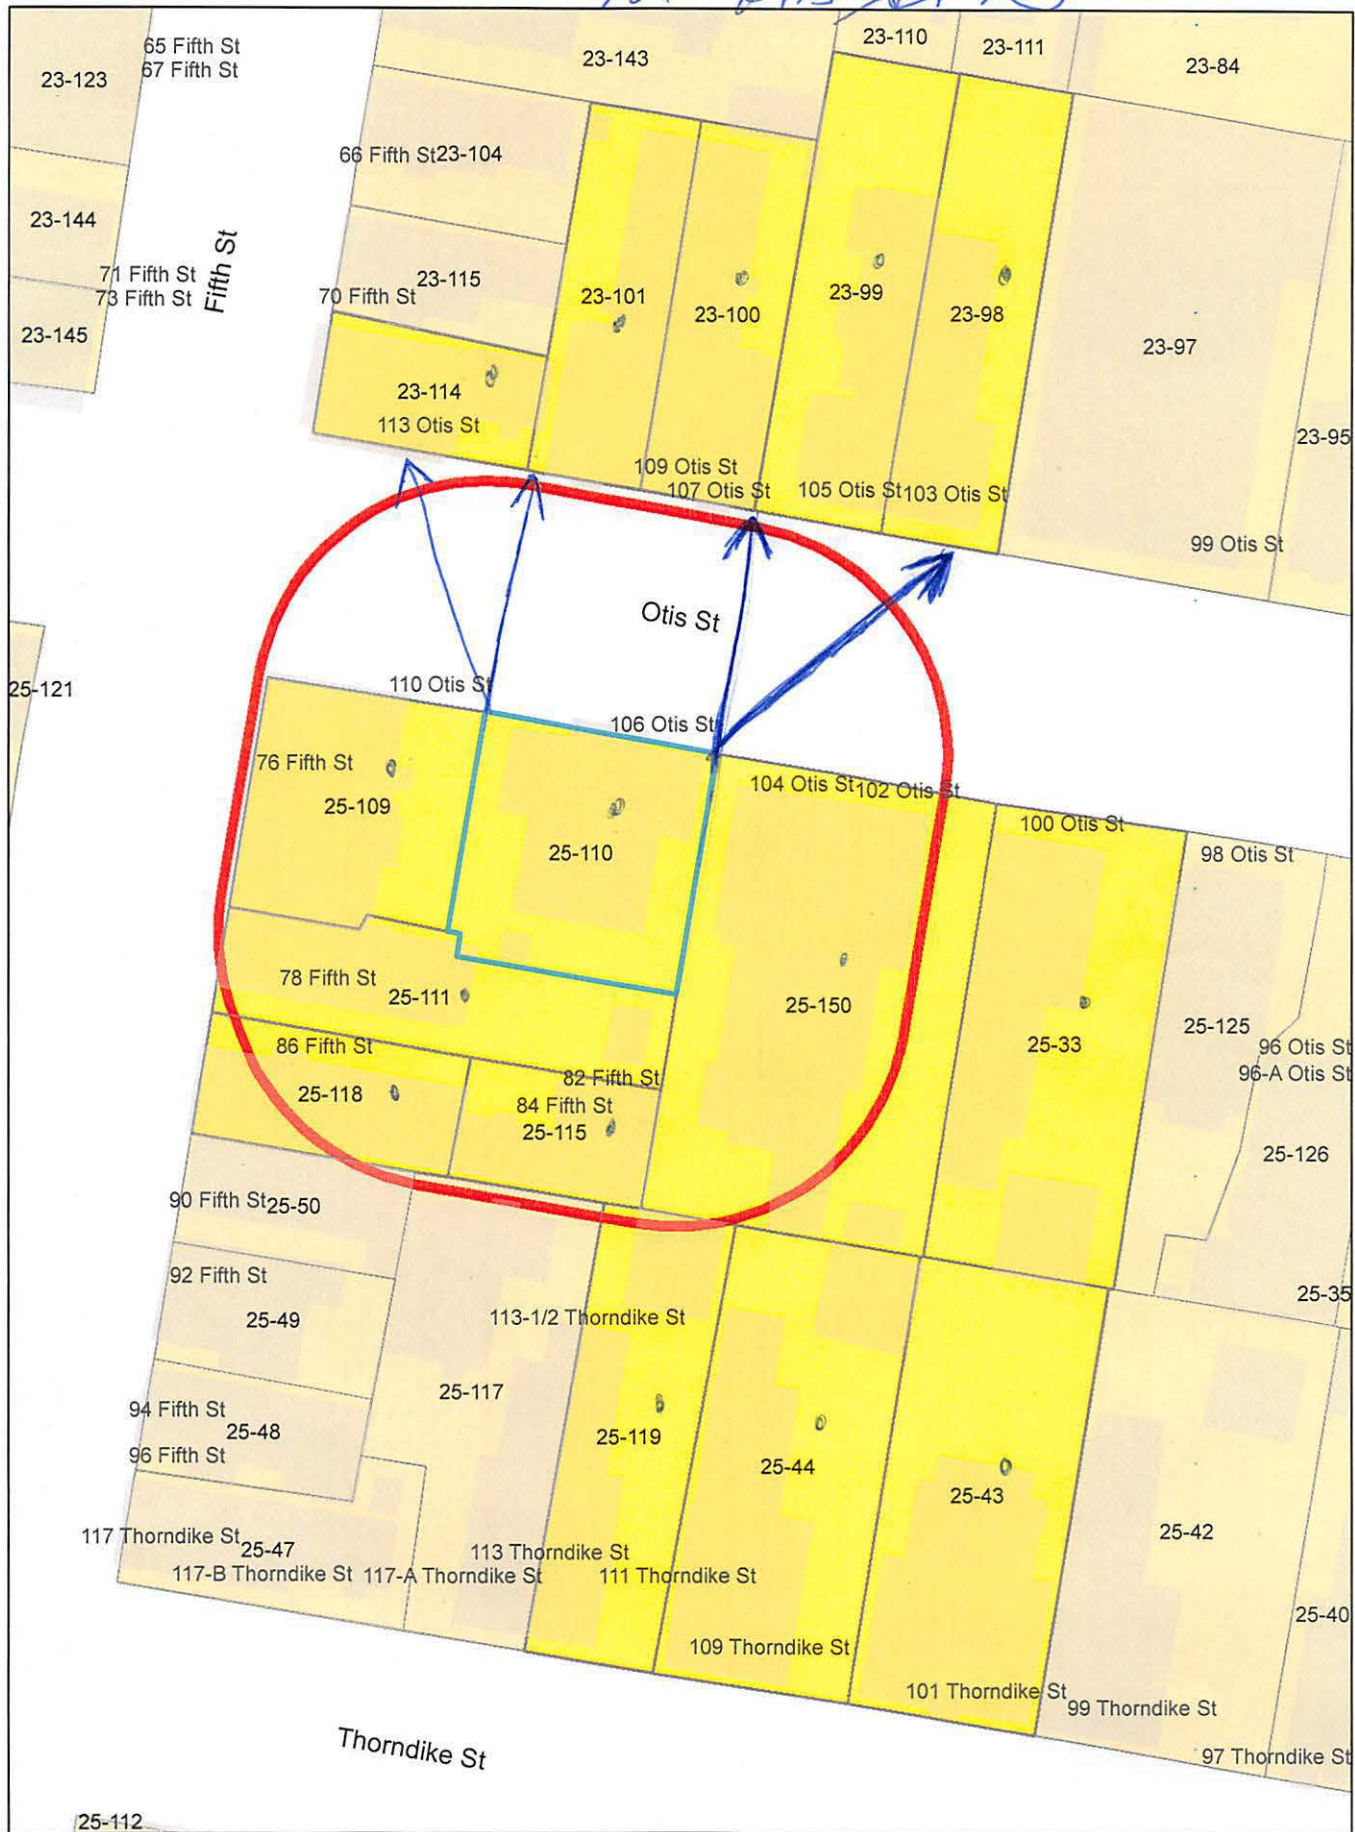 23-110
23-111
65 Fifth St
67 Fifth St
23-143
23-84
23-123
66 Fifth St
23-104
23-144
Fifth St
71 Fifth St
73 Fifth St
23-115
70 Fifth St
23-101
23-100
23-99
23-98
23-145
23-97
23-114
113 Otis St
23-95
109 Otis St
107 Otis St
105 Otis St
103 Otis St
99 Otis St
Otis St
25-121
110 Otis St
106 Otis St
76 Fifth St
25-109
104 Otis St
102 Otis St
100 Otis St
98 Otis St
25-110
78 Fifth St
25-111
25-150
25-33
25-125
96 Otis St
96-A Otis St
86 Fifth St
25-118
82 Fifth St
84 Fifth St
25-115
25-126
90 Fifth St
25-50
92 Fifth St
25-49
25-35
113-1/2 Thorndike St
25-117
94 Fifth St
25-48
96 Fifth St
25-119
25-44
25-43
25-42
117 Thorndike St
25-47
117-B Thorndike St
117-A Thorndike St
113 Thorndike St
111 Thorndike St
25-40
109 Thorndike St
101 Thorndike St
99 Thorndike St
97 Thorndike St
Thorndike St
25-112